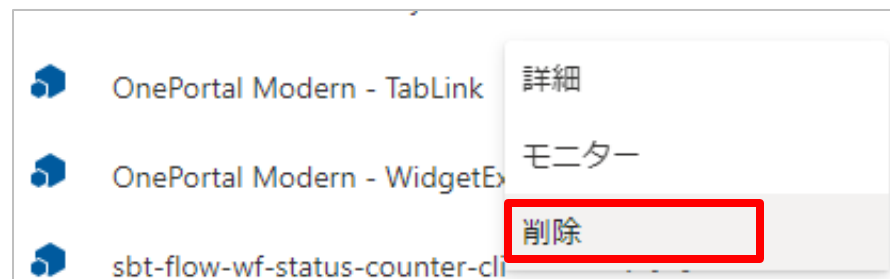 OnePortal Modern - TabLink
詳細
モニター
OnePortal Modern - WidgetEx
削除
sbt-flow-wf-status-counter-cli